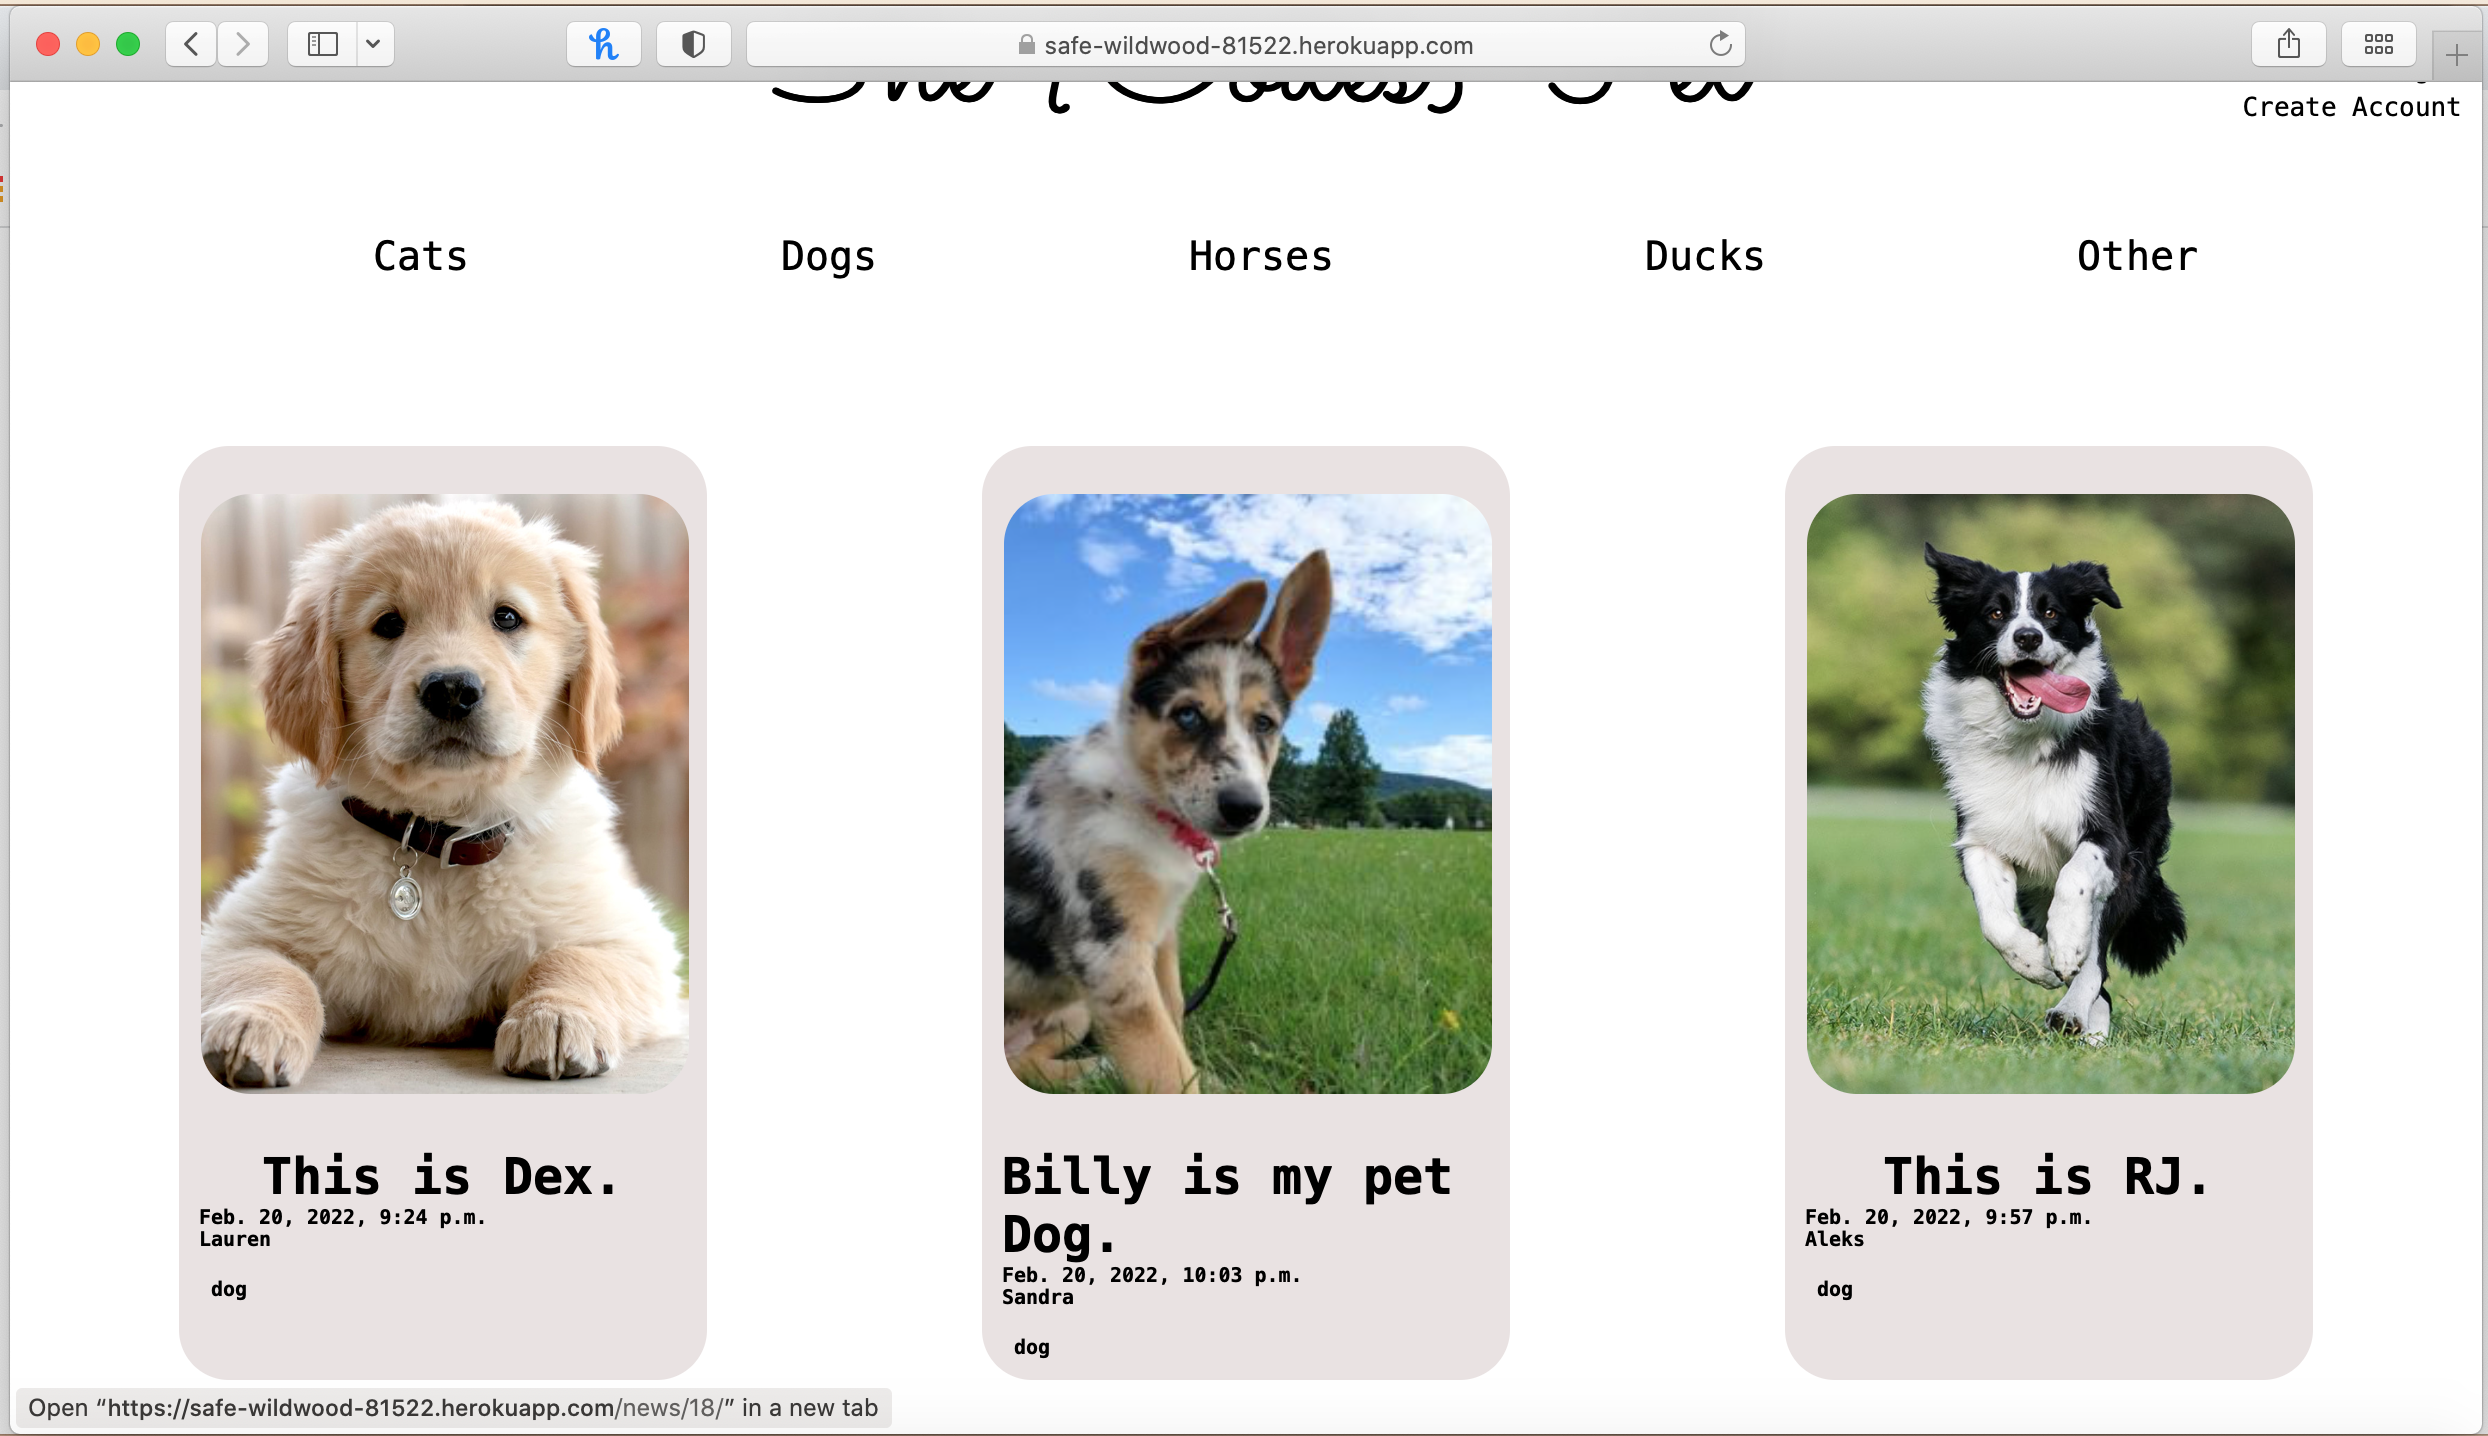 safe-wildwood-81522.herokuapp.com
Create Account
Cats Dogs Horses Ducks Other
This is Dex.
Feb. 20, 2022, 9:24 p.m.
Lauren
dog
Billy is my pet
Dog.
Feb. 20, 2022, 10:03 p.m.
Sandra
dog
This is RJ.
Feb. 20, 2022, 9:57 p.m.
Aleks
dog
Open “https://safe-wildwood-81522.herokuapp.com/news/18/” in a new tab